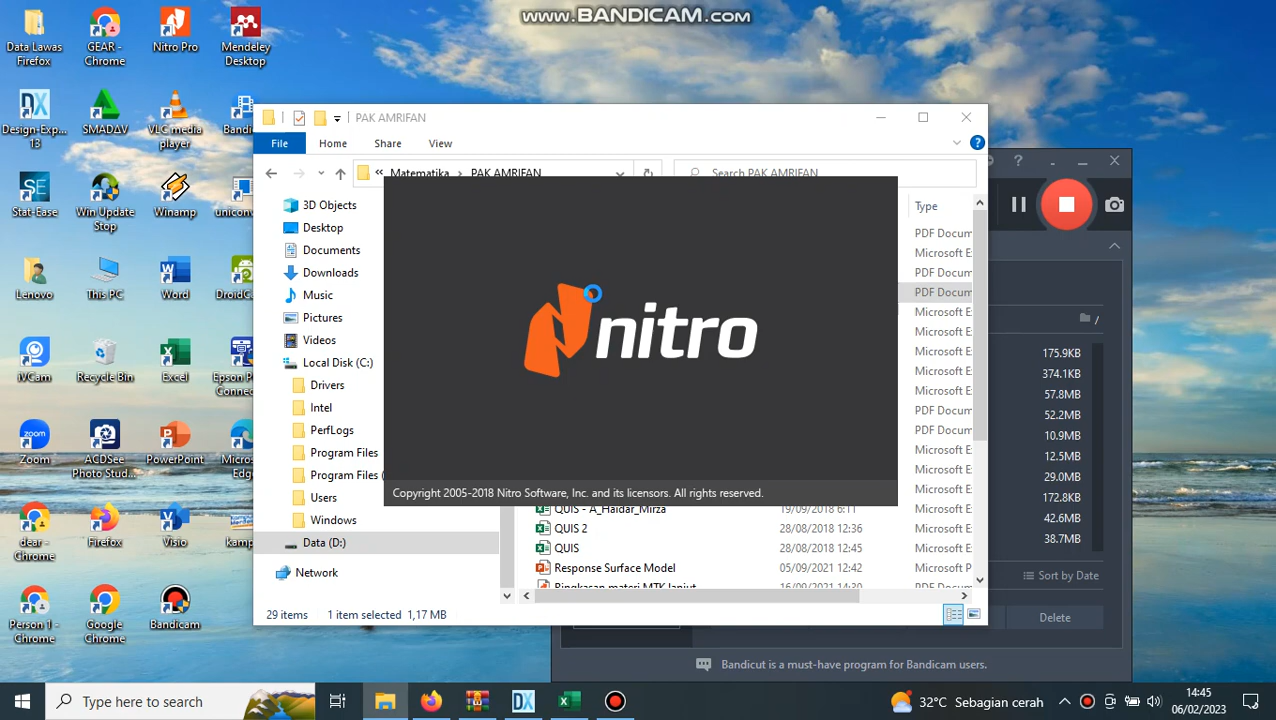 www.BANDICAM.com
Data Lawas Firefox
GEAR - Chrome
Nitro Pro
Mendeley Desktop
Design-Exp... 13
SMADΔV
VLC media player
Bandi
Stat-Ease
Win Update Stop
Winamp
uniconv
Lenovo
This PC
Word
DroidC
iVCam
Recycle Bin
Excel
Epson P
Connec
Zoom
ACDSee Photo Stud...
PowerPoint
Micros
Edg
dear - Chrome
Firefox
Visio
kamp
Person 1 - Chrome
Google Chrome
Bandicam
PAK AMRIFAN
File
Home
Share
View
Matematika > PAK AMRIFAN
Search PAK AMRIFAN
3D Objects
Desktop
Documents
Downloads
Music
Pictures
Videos
Local Disk (C:)
Drivers
Intel
PerfLogs
Program Files
Program Files (
Users
Windows
Data (D:)
Network
Type
PDF Docum
Microsoft E
PDF Docum
PDF Docum
Microsoft E
Microsoft E
Microsoft E
Microsoft E
PDF Docum
Microsoft E
PDF Docum
Microsoft E
Microsoft E
Microsoft E
nitro
Copyright 2005-2018 Nitro Software, Inc. and its licensors. All rights reserved.
QUIS - A_Haidar_Mirza 19/09/2018 6:11 Microsoft E
QUIS 2 28/08/2018 12:36 Microsoft E
QUIS 28/08/2018 12:45 Microsoft E
Response Surface Model 05/09/2021 12:42 Microsoft P
Ringkasan materi MTK lanjut 16/09/2021 14:30 PDF Docum
29 items 1 item selected 1,17 MB
/
175.9KB
374.1KB
57.8MB
52.2MB
10.9MB
12.5MB
29.0MB
172.8KB
42.6MB
38.7MB
Sort by Date
Delete
Bandicut is a must-have program for Bandicam users.
Type here to search
32°C Sebagian cerah
14:45
06/02/2023